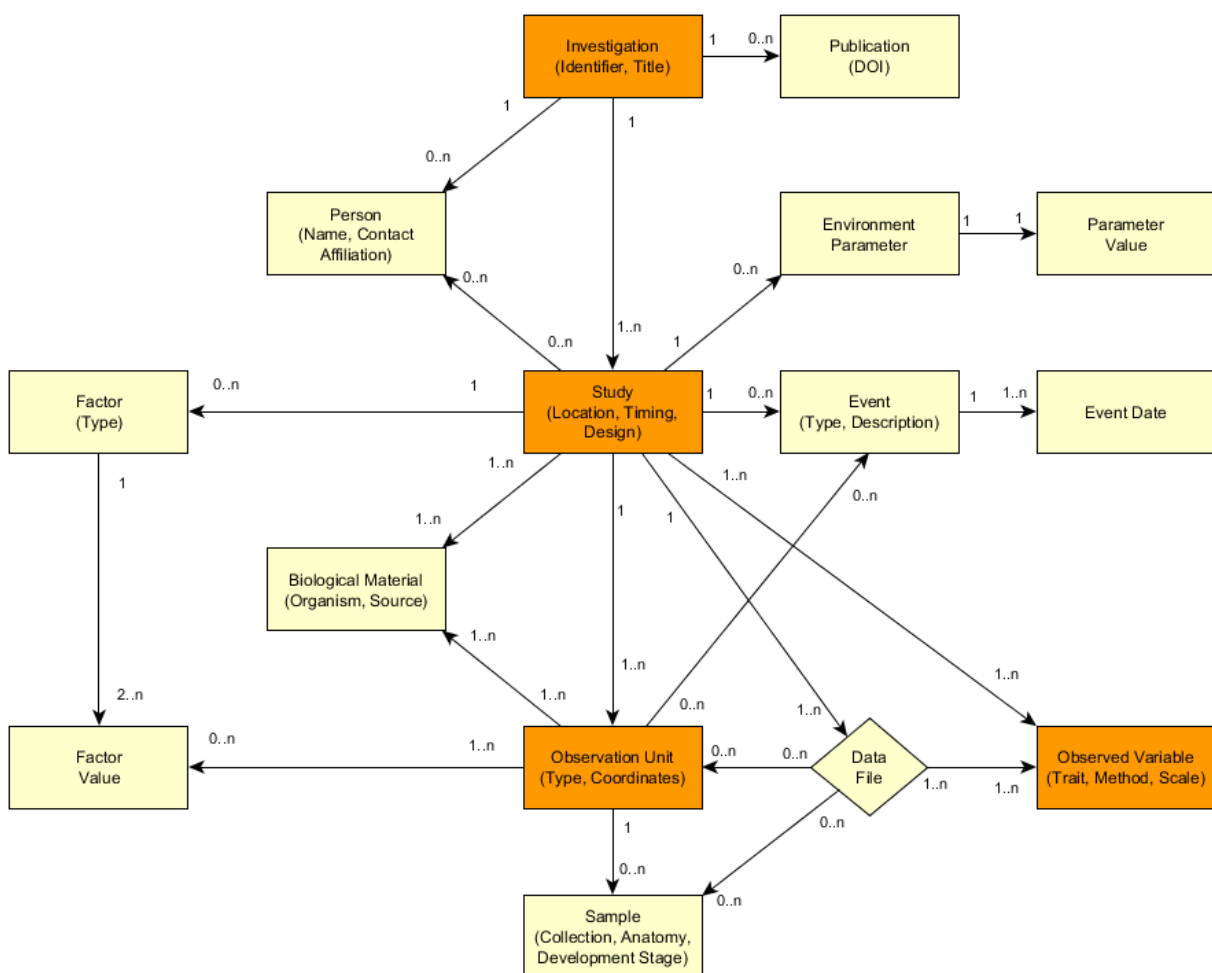 Investigation
(Identifier, Title)
1
0..n
Publication
(DOI)
1
1
0..n
Person
(Name, Contact
Affiliation)
Environment
Parameter
1
1
Parameter
Value
0..n
0..n
0..n
1..n
1
Factor
(Type)
0..n
1
Study
(Location, Timing,
Design)
1
0..n
Event
(Type, Description)
1
1..n
Event Date
1..n
1
1
1..n
0..n
1
1..n
Biological Material
(Organism, Source)
1..n
1..n
1..n
1..n
2..n
0..n
1..n
Factor
Value
0..n
1..n
Observation Unit
(Type, Coordinates)
0..n
0..n
Data
File
1..n
1..n
Observed Variable
(Trait, Method, Scale)
1
0..n
0..n
0..n
Sample
(Collection, Anatomy,
Development Stage)